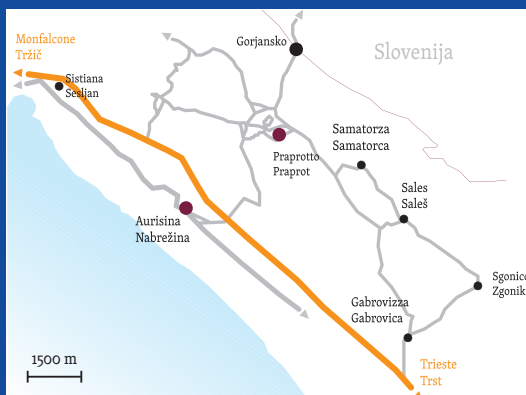 Monfalcone
Tržič
Gorjansko
Slovenija
Sistiana
Sesljan
Praprotto
Praprot
Samatorza
Samatorca
Sales
Saleš
Aurisina
Nabrežina
Sgonico
Zgonik
Gabrovizza
Gabrovica
1500 m
Trieste
Trst